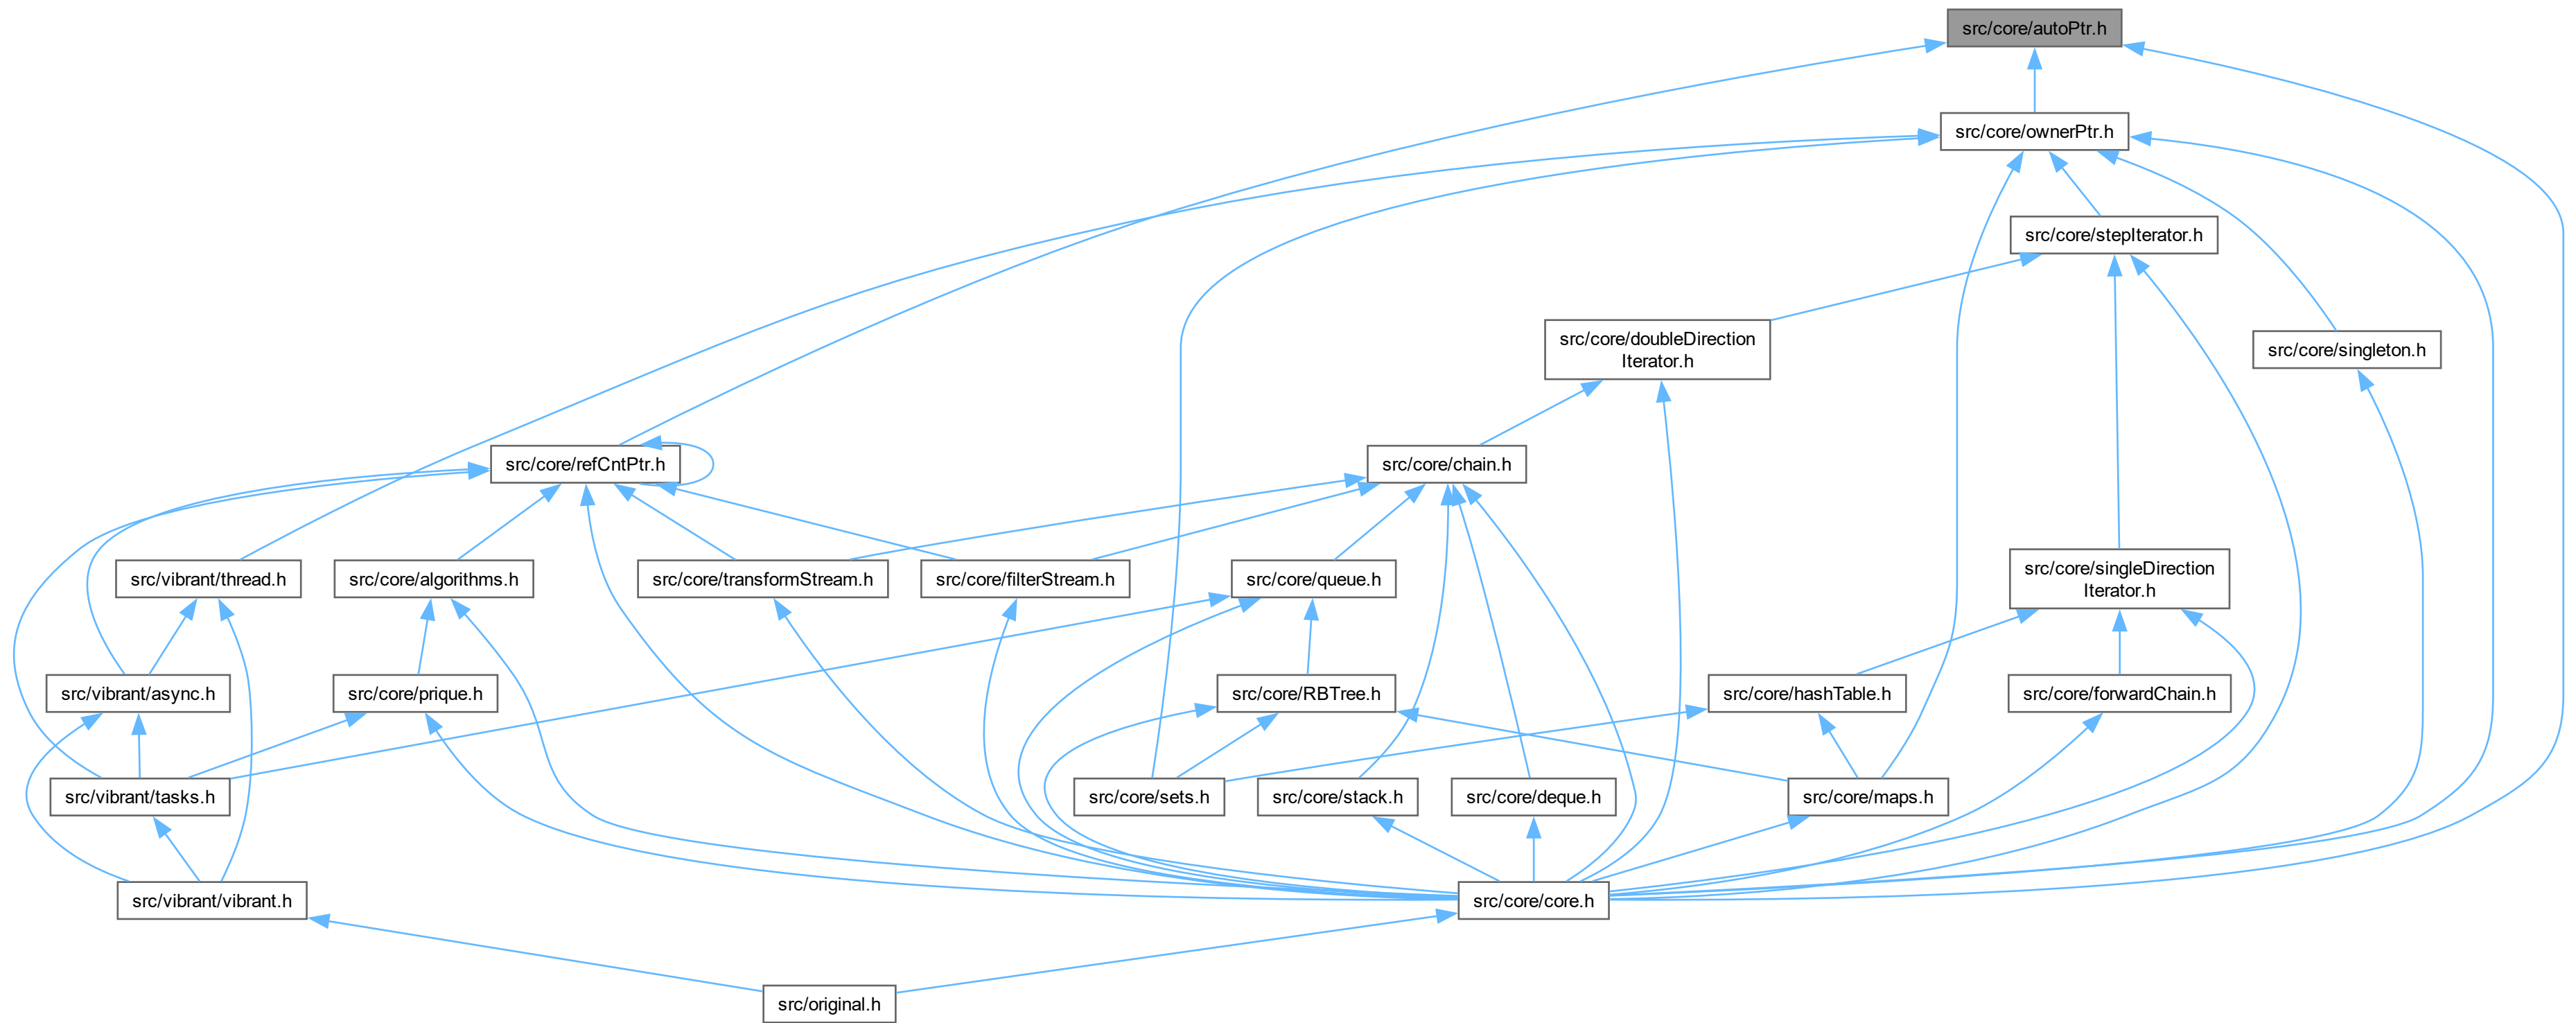 src/core/autoPtr.h
src/core/ownerPtr.h
src/core/stepIterator.h
src/core/doubleDirection
Iterator.h
src/core/singleton.h
src/core/refCntPtr.h
src/core/chain.h
src/vibrant/thread.h
src/core/algorithms.h
src/core/transformStream.h
src/core/filterStream.h
src/core/queue.h
src/core/singleDirection
Iterator.h
src/vibrant/async.h
src/core/prique.h
src/core/RBTree.h
src/core/hashTable.h
src/core/forwardChain.h
src/vibrant/tasks.h
src/core/sets.h
src/core/stack.h
src/core/deque.h
src/core/maps.h
src/vibrant/vibrant.h
src/core/core.h
src/original.h